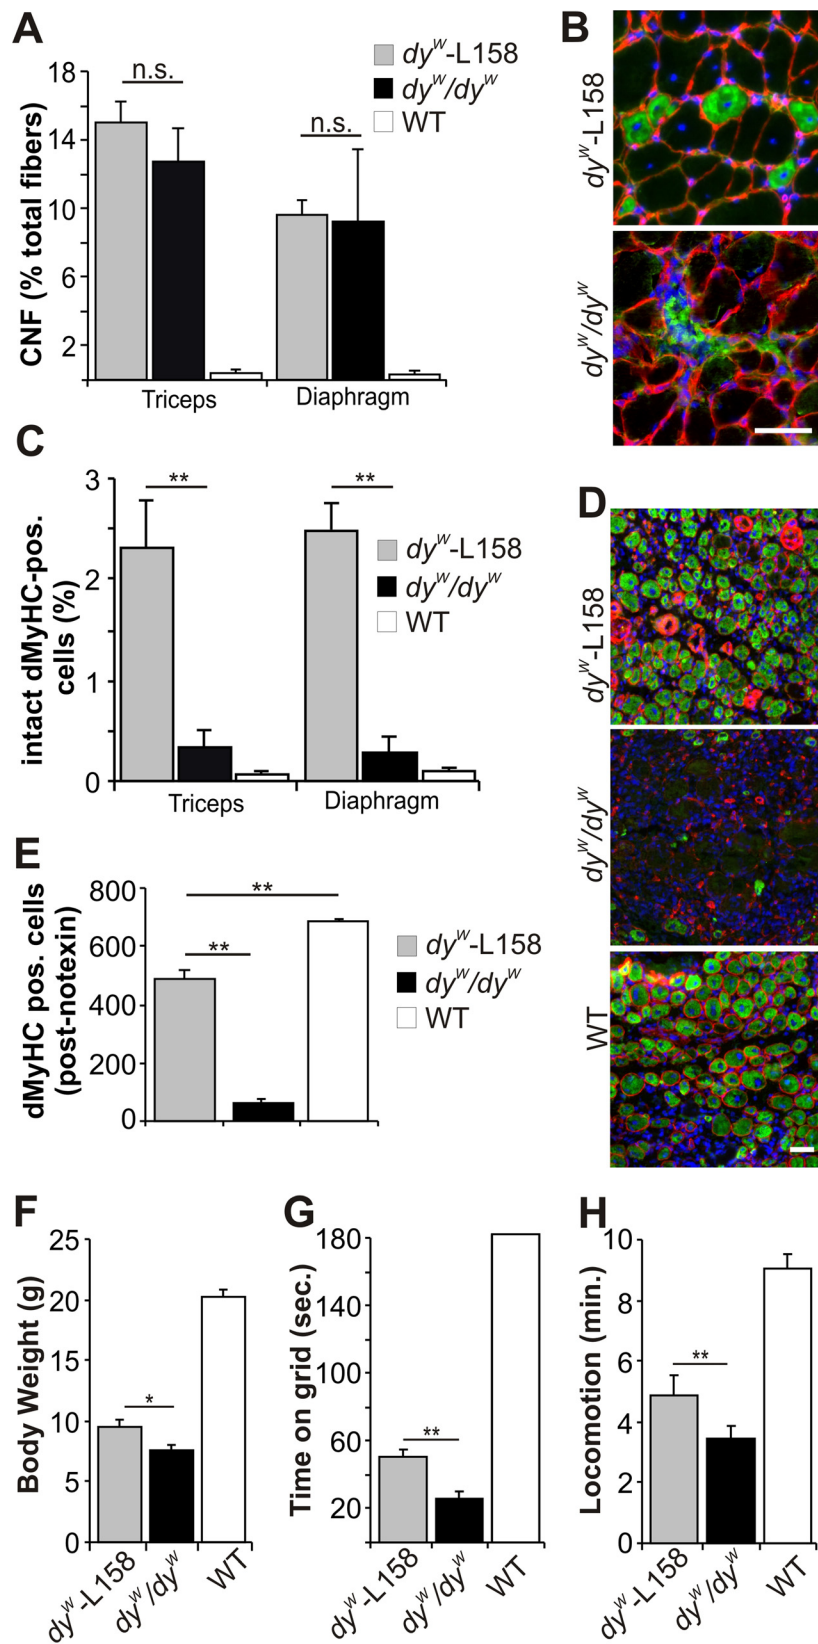 A
dyw-L158
dyw/dyw
WT
CNF (% total fibers)
18
14
10
6
2
n.s.
n.s.
Triceps
Diaphragm
B
dyw-L158
dyw/dyw
C
intact dMyHC-pos.
cells (%)
3
2
1
0
**
**
dyw-L158
dyw/dyw
WT
Triceps
Diaphragm
D
dyw-L158
dyw/dyw
WT
E
dMyHC pos. cells
(post-notexin)
800
600
400
200
0
**
**
dyw-L158
dyw/dyw
WT
F
Body Weight (g)
25
20
15
10
5
0
*
dyw-L158
dyw/dyw
WT
G
Time on grid (sec.)
180
140
100
60
20
**
dyw-L158
dyw/dyw
WT
H
Locomotion (min.)
10
8
6
4
2
0
**
dyw-L158
dyw/dyw
WT